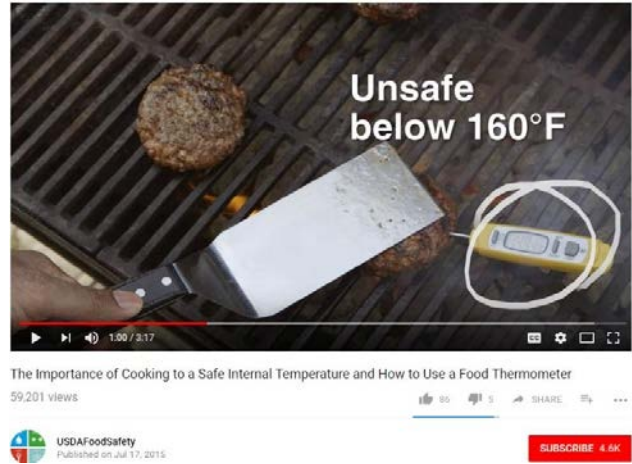 Unsafe
below 160°F
1:00 / 3:17
CC
The Importance of Cooking to a Safe Internal Temperature and How to Use a Food Thermometer
59,201 views
86
5
SHARE
USDAFoodSafety
Published on Jul 17, 2015
SUBSCRIBE 4.6K